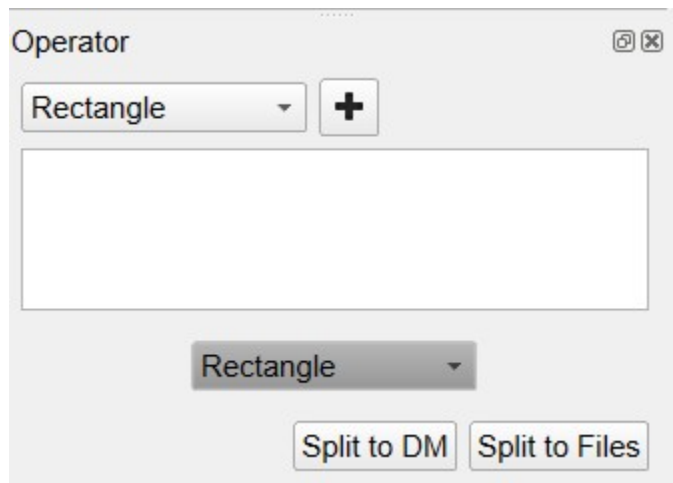 Operator
Rectangle
Rectangle
Split to DM Split to Files